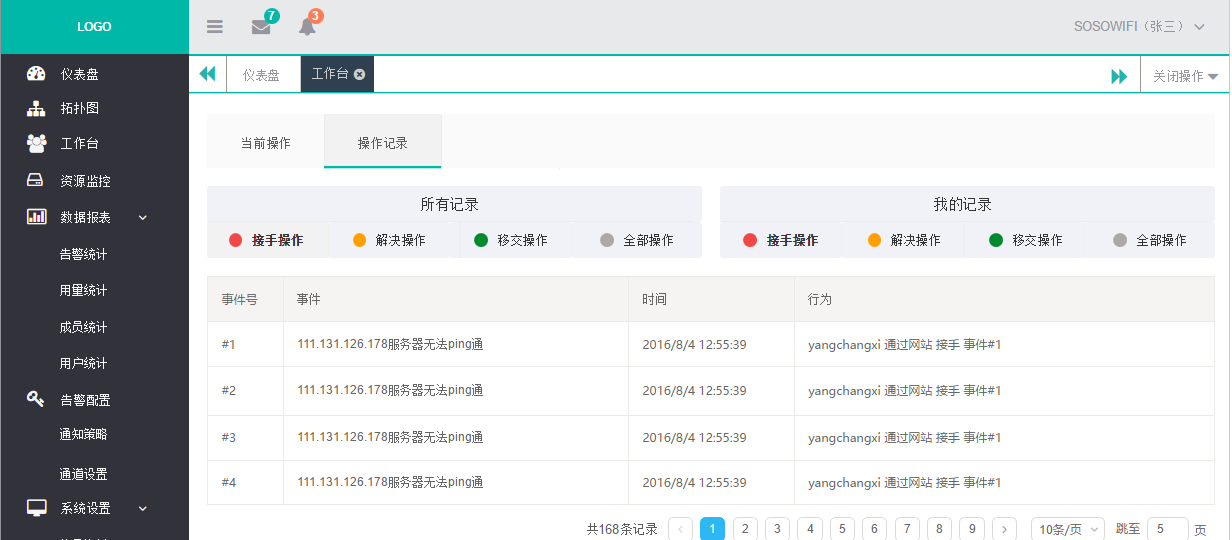 LOGO
7
3
SOSOWIFI（张三）
仪表盘
工作台
关闭操作
仪表盘
拓扑图
工作台
资源监控
数据报表
告警统计
用量统计
成员统计
用户统计
告警配置
通知策略
通道设置
系统设置
当前操作 操作记录
所有记录
接手操作 解决操作 移交操作 全部操作
我的记录
接手操作 解决操作 移交操作 全部操作
事件号 事件 时间 行为
#1 111.131.126.178服务器无法ping通 2016/8/4 12:55:39 yangchangxi 通过网站 接手 事件#1
#2 111.131.126.178服务器无法ping通 2016/8/4 12:55:39 yangchangxi 通过网站 接手 事件#1
#3 111.131.126.178服务器无法ping通 2016/8/4 12:55:39 yangchangxi 通过网站 接手 事件#1
#4 111.131.126.178服务器无法ping通 2016/8/4 12:55:39 yangchangxi 通过网站 接手 事件#1
共168条记录 1 2 3 4 5 6 7 8 9 10条/页 跳至 5 页